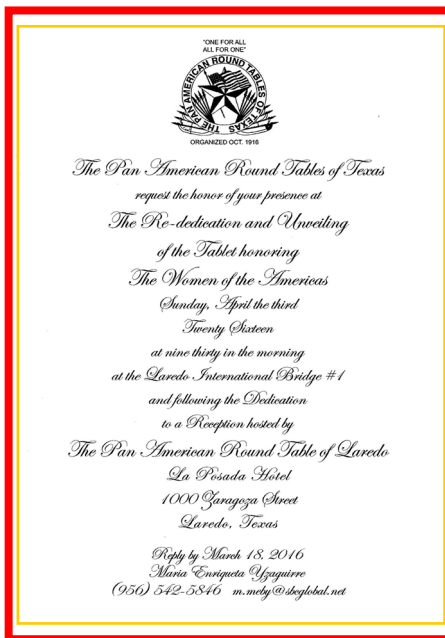 "ONE FOR ALL
ALL FOR ONE"
THE PAN AMERICAN ROUND TABLES OF TEXAS
ORGANIZED OCT. 1916
The Pan American Round Tables of Texas
request the honor of your presence at
The Re-dedication and Unveiling
of the Tablet honoring
The Women of the Americas
Sunday, April the third
Twenty Sixteen
at nine thirty in the morning
at the Laredo International Bridge #1
and following the Dedication
to a Reception hosted by
The Pan American Round Table of Laredo
La Posada Hotel
1000 Zaragoza Street
Laredo, Texas
Reply by March 18, 2016
Maria Enriqueta Yzaguirre
(956) 542-5846 m.meby@sbcglobal.net